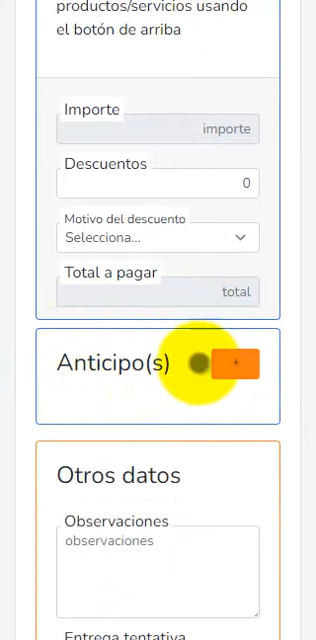 productos/servicios usando
el botón de arriba
Importe
importe
Descuentos
0
Motivo del descuento
Selecciona...
Total a pagar
total
Anticipo(s)
+
Otros datos
Observaciones
observaciones
Entrega tentativa